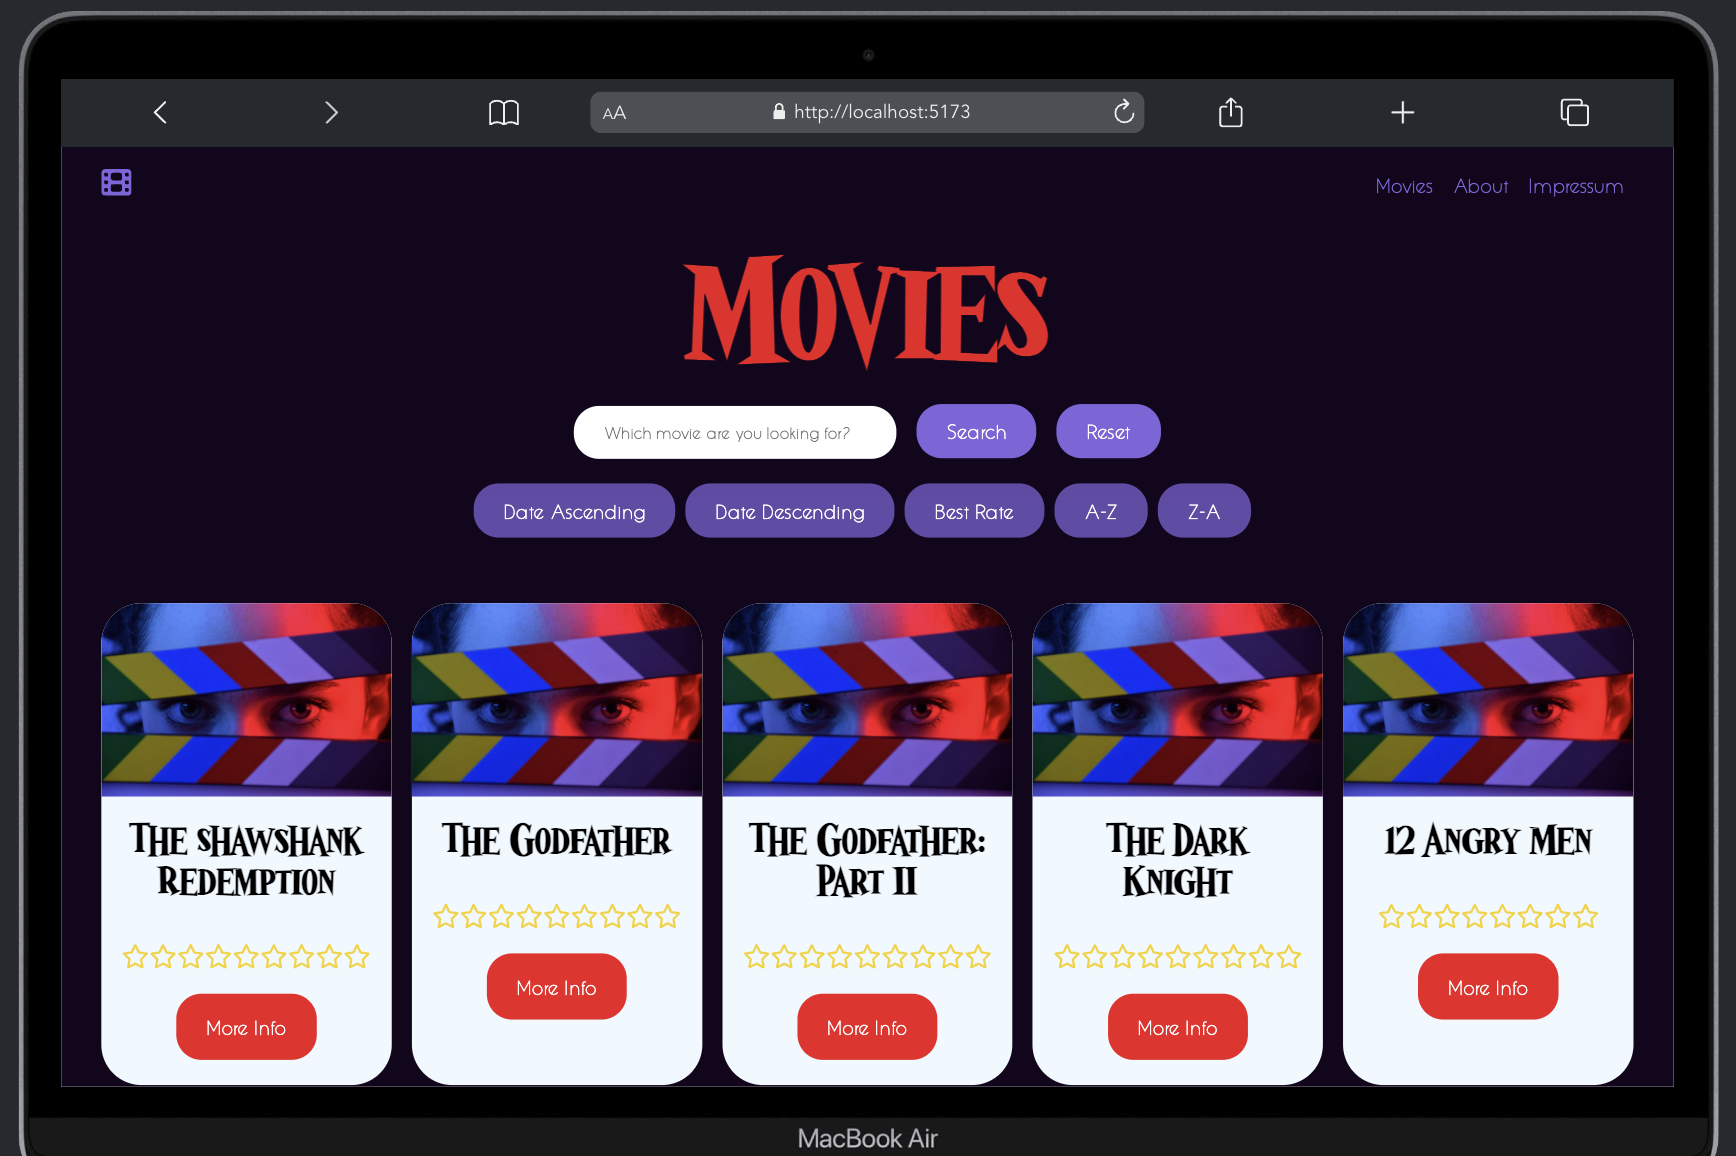 AA http://localhost:5173
Movies About Impressum
Movies
Which movie are you looking for? Search Reset
Date Ascending Date Descending Best Rate A-Z Z-A
The Shawshank
Redemption
More Info
The Godfather
More Info
The Godfather:
Part II
More Info
The Dark
Knight
More Info
12 Angry Men
More Info
MacBook Air